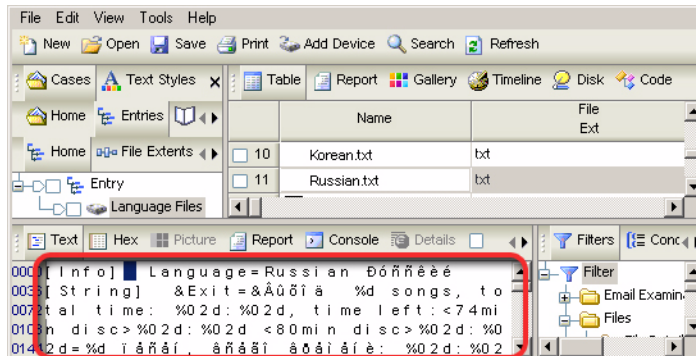 File Edit View Tools Help
New Open Save Print Add Device Search Refresh
Cases Text Styles x Table Report Gallery Timeline Disk Code
Home Entries
Name File Ext
Home File Extents
10 Korean.txt txt
Entry
11 Russian.txt txt
Language Files
Text Hex Picture Report Console Details Filters
[Info] Language=Russian Ðóññêèé
Filter
[String] &Exit=&Âûõîä %d songs, to
Email Examin
tal time: %02d:%02d, time left:<74mi
Files
n disc>%02d:%02d <80min disc>%02d:%0
2d=%d ïåñåí, âñåãî âðåìåíè: %02d:%02